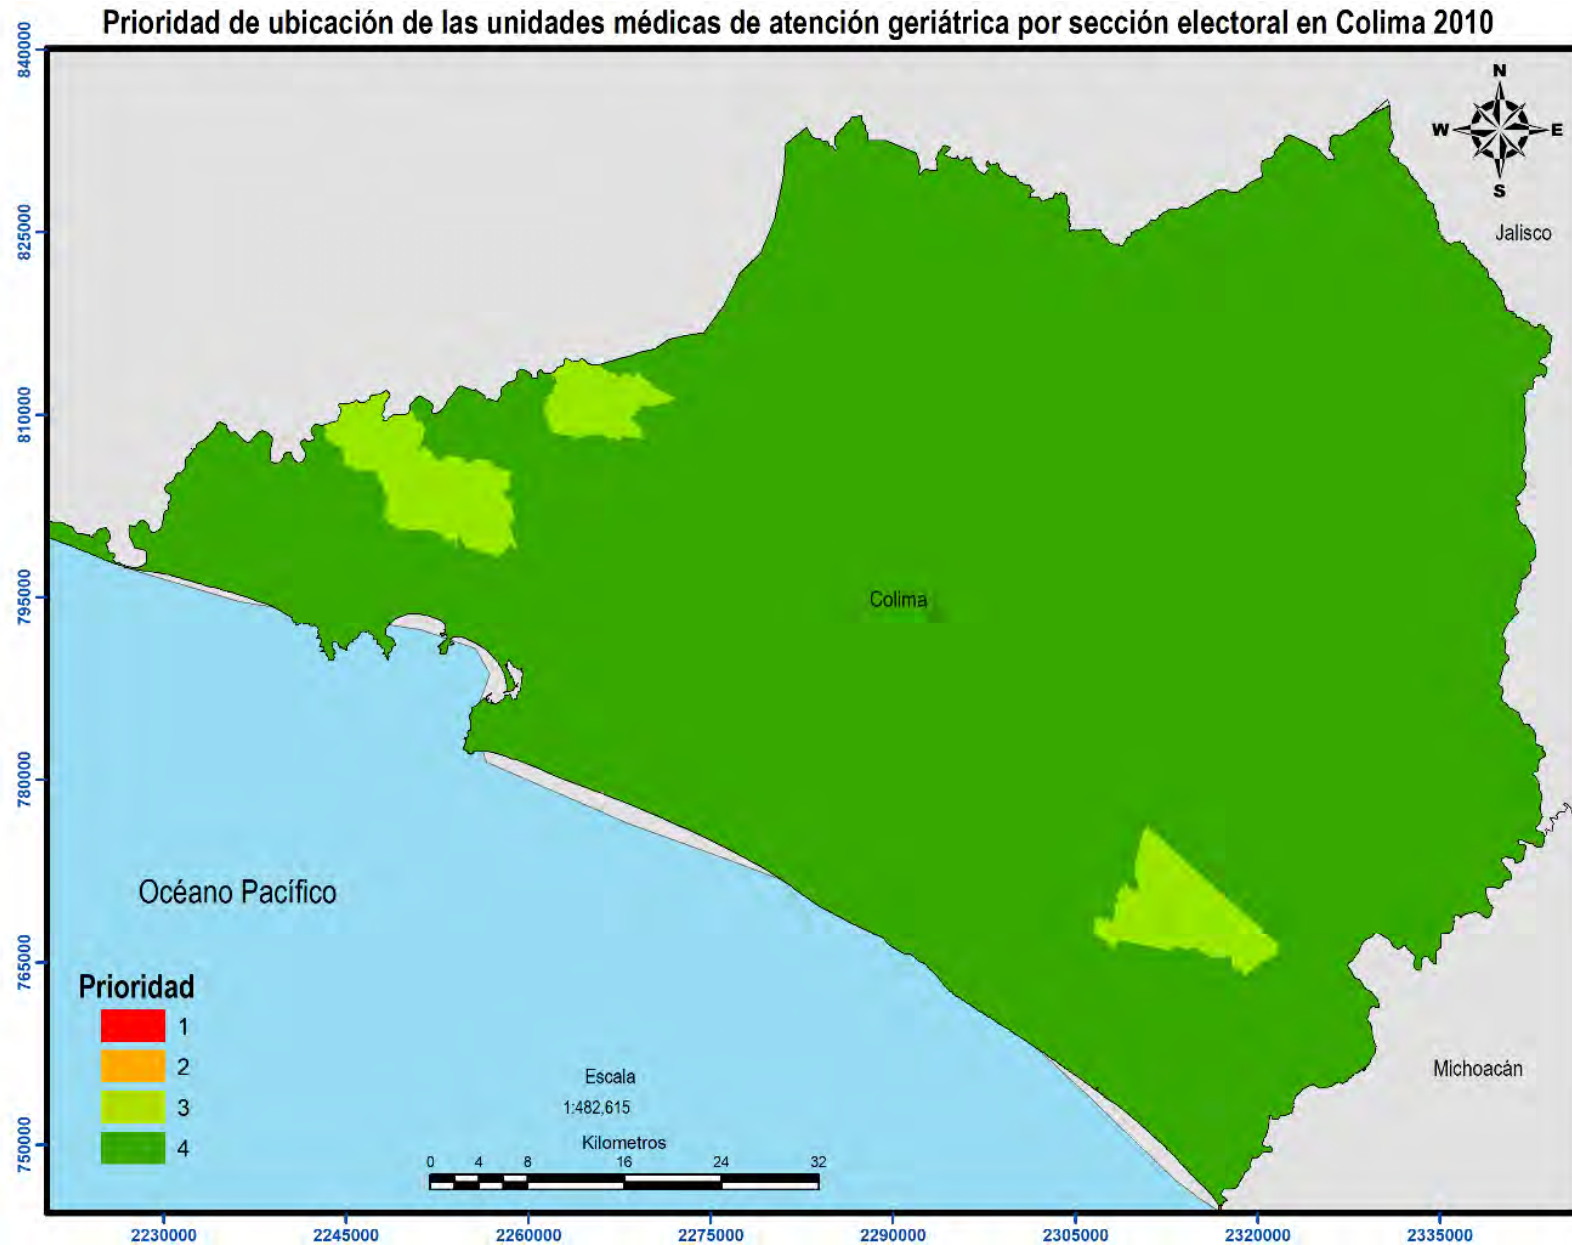 Prioridad de ubicación de las unidades médicas de atención geriátrica por sección electoral en Colima 2010
840000
825000
810000
795000
780000
765000
750000
N
W
E
S
Jalisco
Colima
Océano Pacífico
Michoacán
Prioridad
1
2
3
4
Escala
1:482,615
Kilometros
0 4 8 16 24 32
2230000 2245000 2260000 2275000 2290000 2305000 2320000 2335000